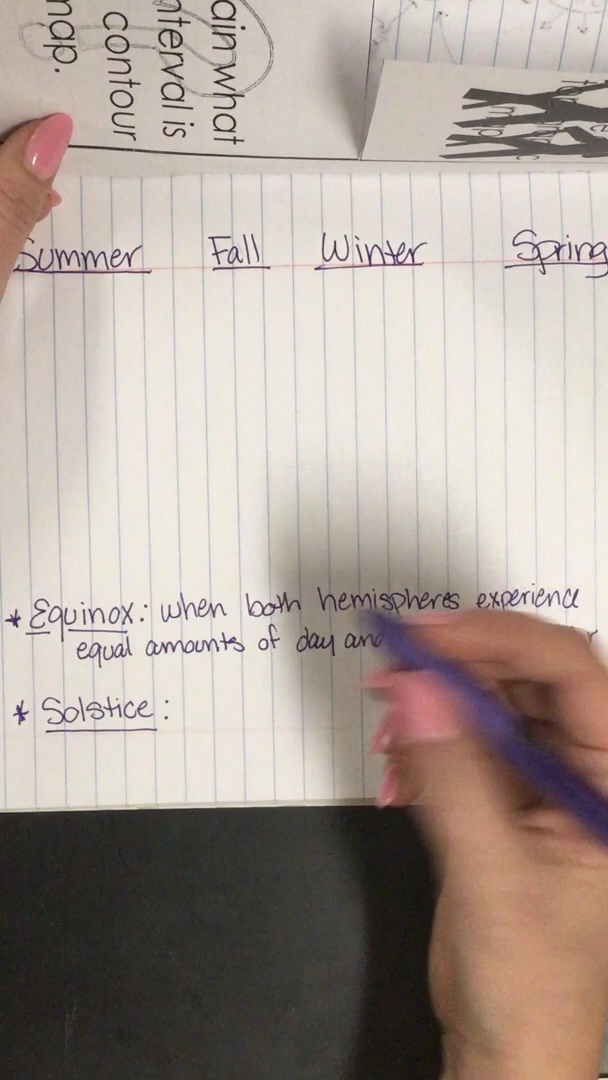 ain what
nterval is
contour
map.
Summer Fall Winter Spring
* Equinox: when both hemispheres experience
equal amounts of day and
* Solstice: